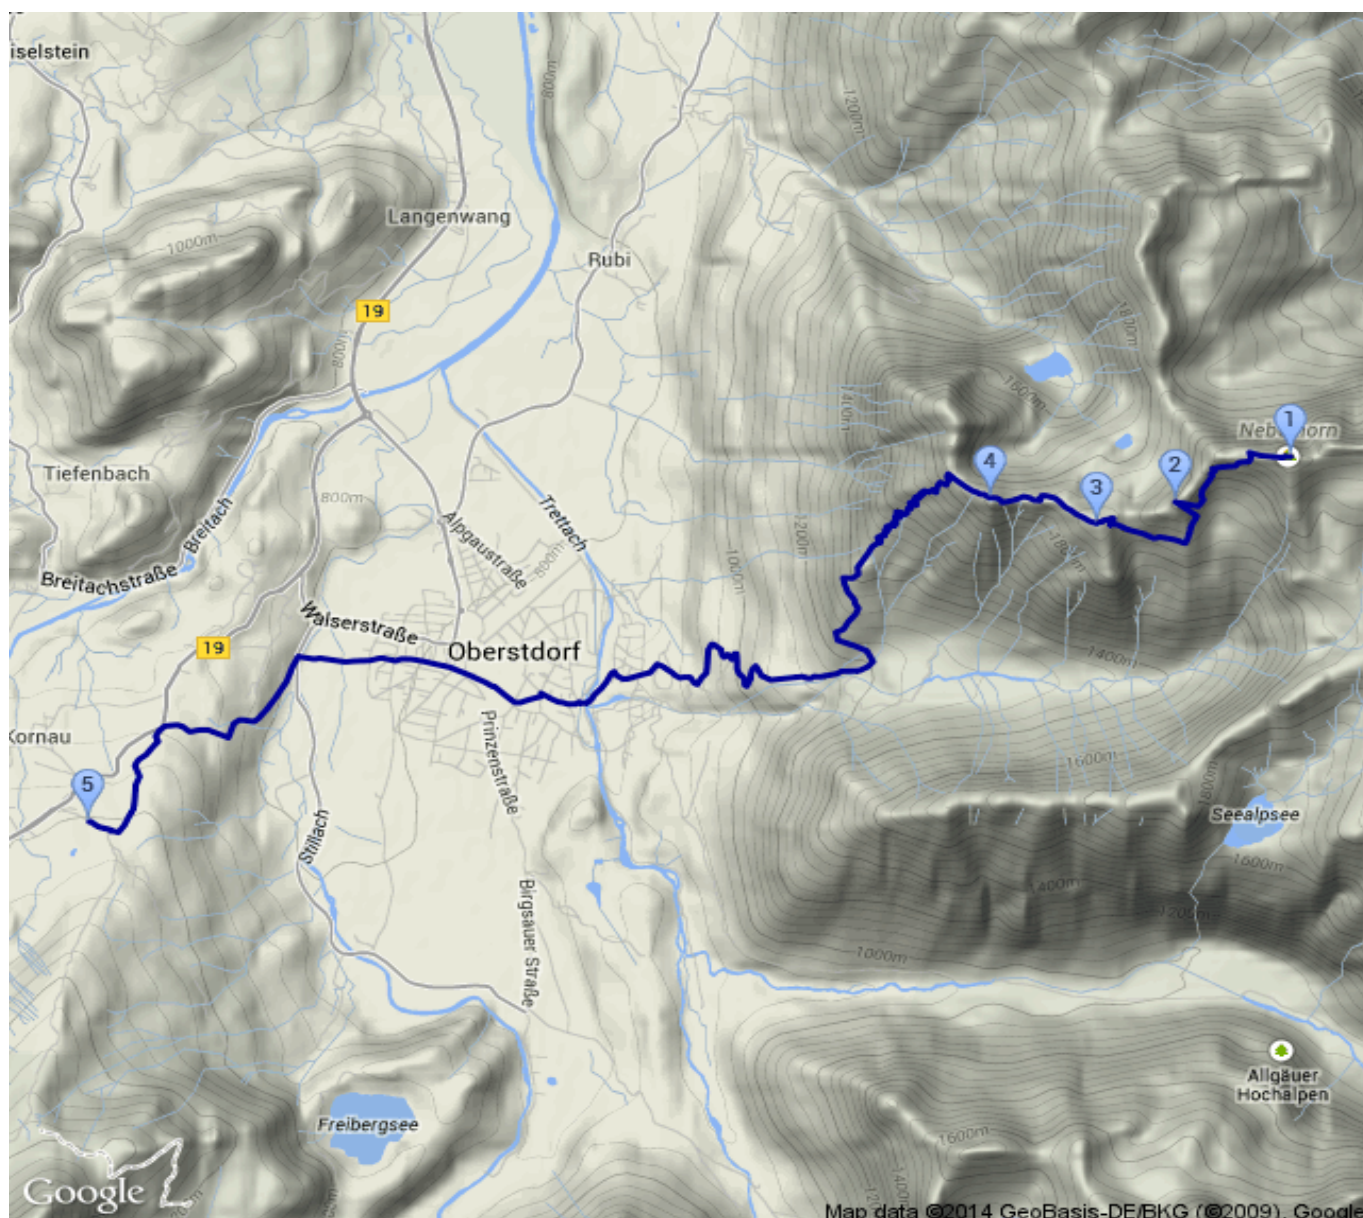 iselstein
800m
1200m
Langenwang
1000m
Rubi
19
800m
1800m
1600m
1400m
1
Nebelhorn
Tiefenbach
4
2
3
800m
Trettach
Breitach
Alpgaustraße
1200m
1000m
800m
1800m
Breitachstraße
Walserstraße
19
Oberstdorf
1400m
Kornau
Prinzenstraße
1600m
1800m
5
Seealpsee
Stillach
1600m
1400m
1200m
Birgsauer Straße
1000m
Allgäuer
Hochalpen
Freibergsee
1600m
1400m
1200m
Google
Map data ©2014 GeoBasis-DE/BKG (©2009), Google